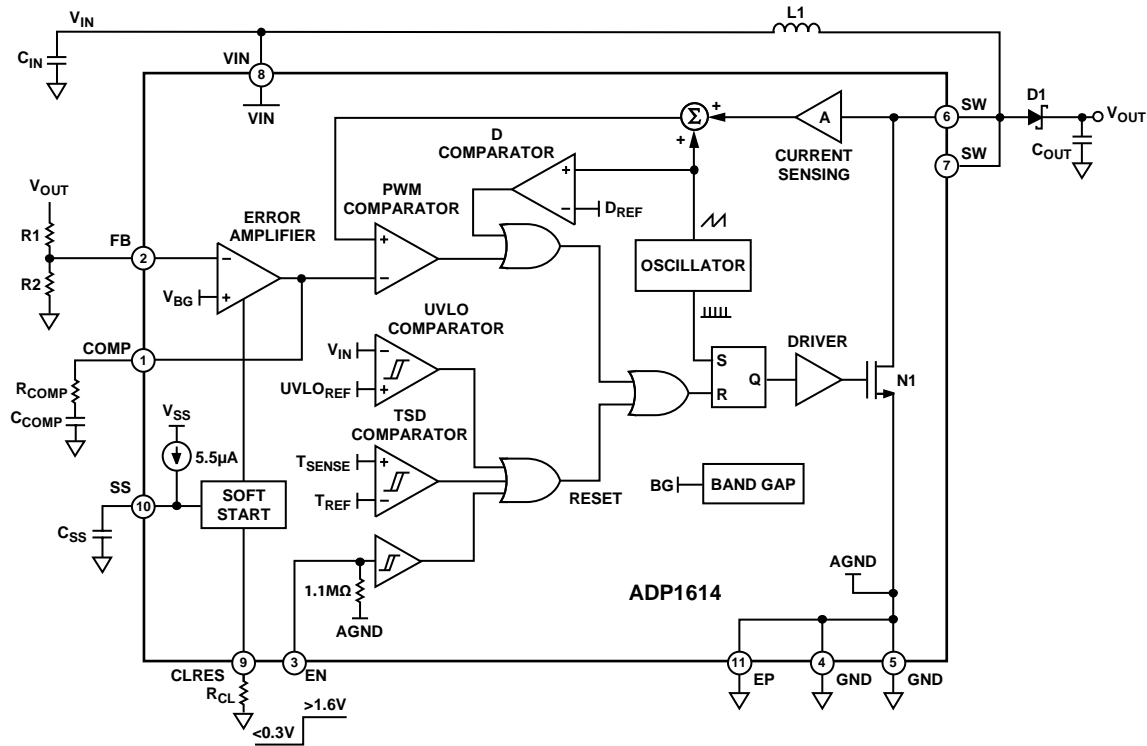 VIN
L1
CIN
VIN
8
VIN
D1
VOUT
COUT
6
SW
7
SW
+
Σ
+
A
CURRENT
SENSING
D
COMPARATOR
+
−
DREF
VOUT
R1
R2
FB
2
ERROR
AMPLIFIER
−
+
VBG
PWM
COMPARATOR
+
−
OSCILLATOR
COMP
1
RCOMP
CCOMP
UVLO
COMPARATOR
VIN
−
UVLOREF
+
S
R
Q
DRIVER
N1
VSS
5.5µA
SS
10
CSS
SOFT
START
TSD
COMPARATOR
TSENSE
+
TREF
−
RESET
BG
BAND GAP
1.1MΩ
AGND
ADP1614
AGND
9
CLRES
RCL
3
EN
11
EP
4
GND
5
GND
>1.6V
<0.3V